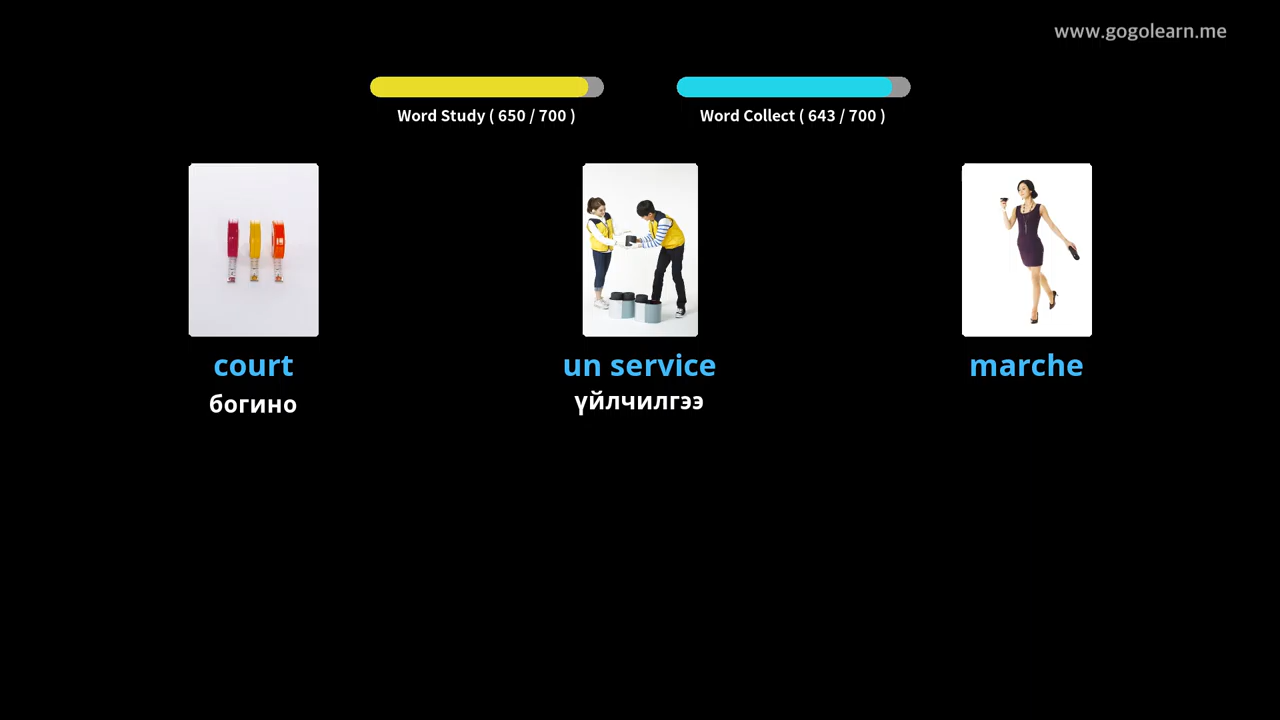 www.gogolearn.me
Word Study ( 650 / 700 )
Word Collect ( 643 / 700 )
court
un service
marche
богино
үйлчилгээ